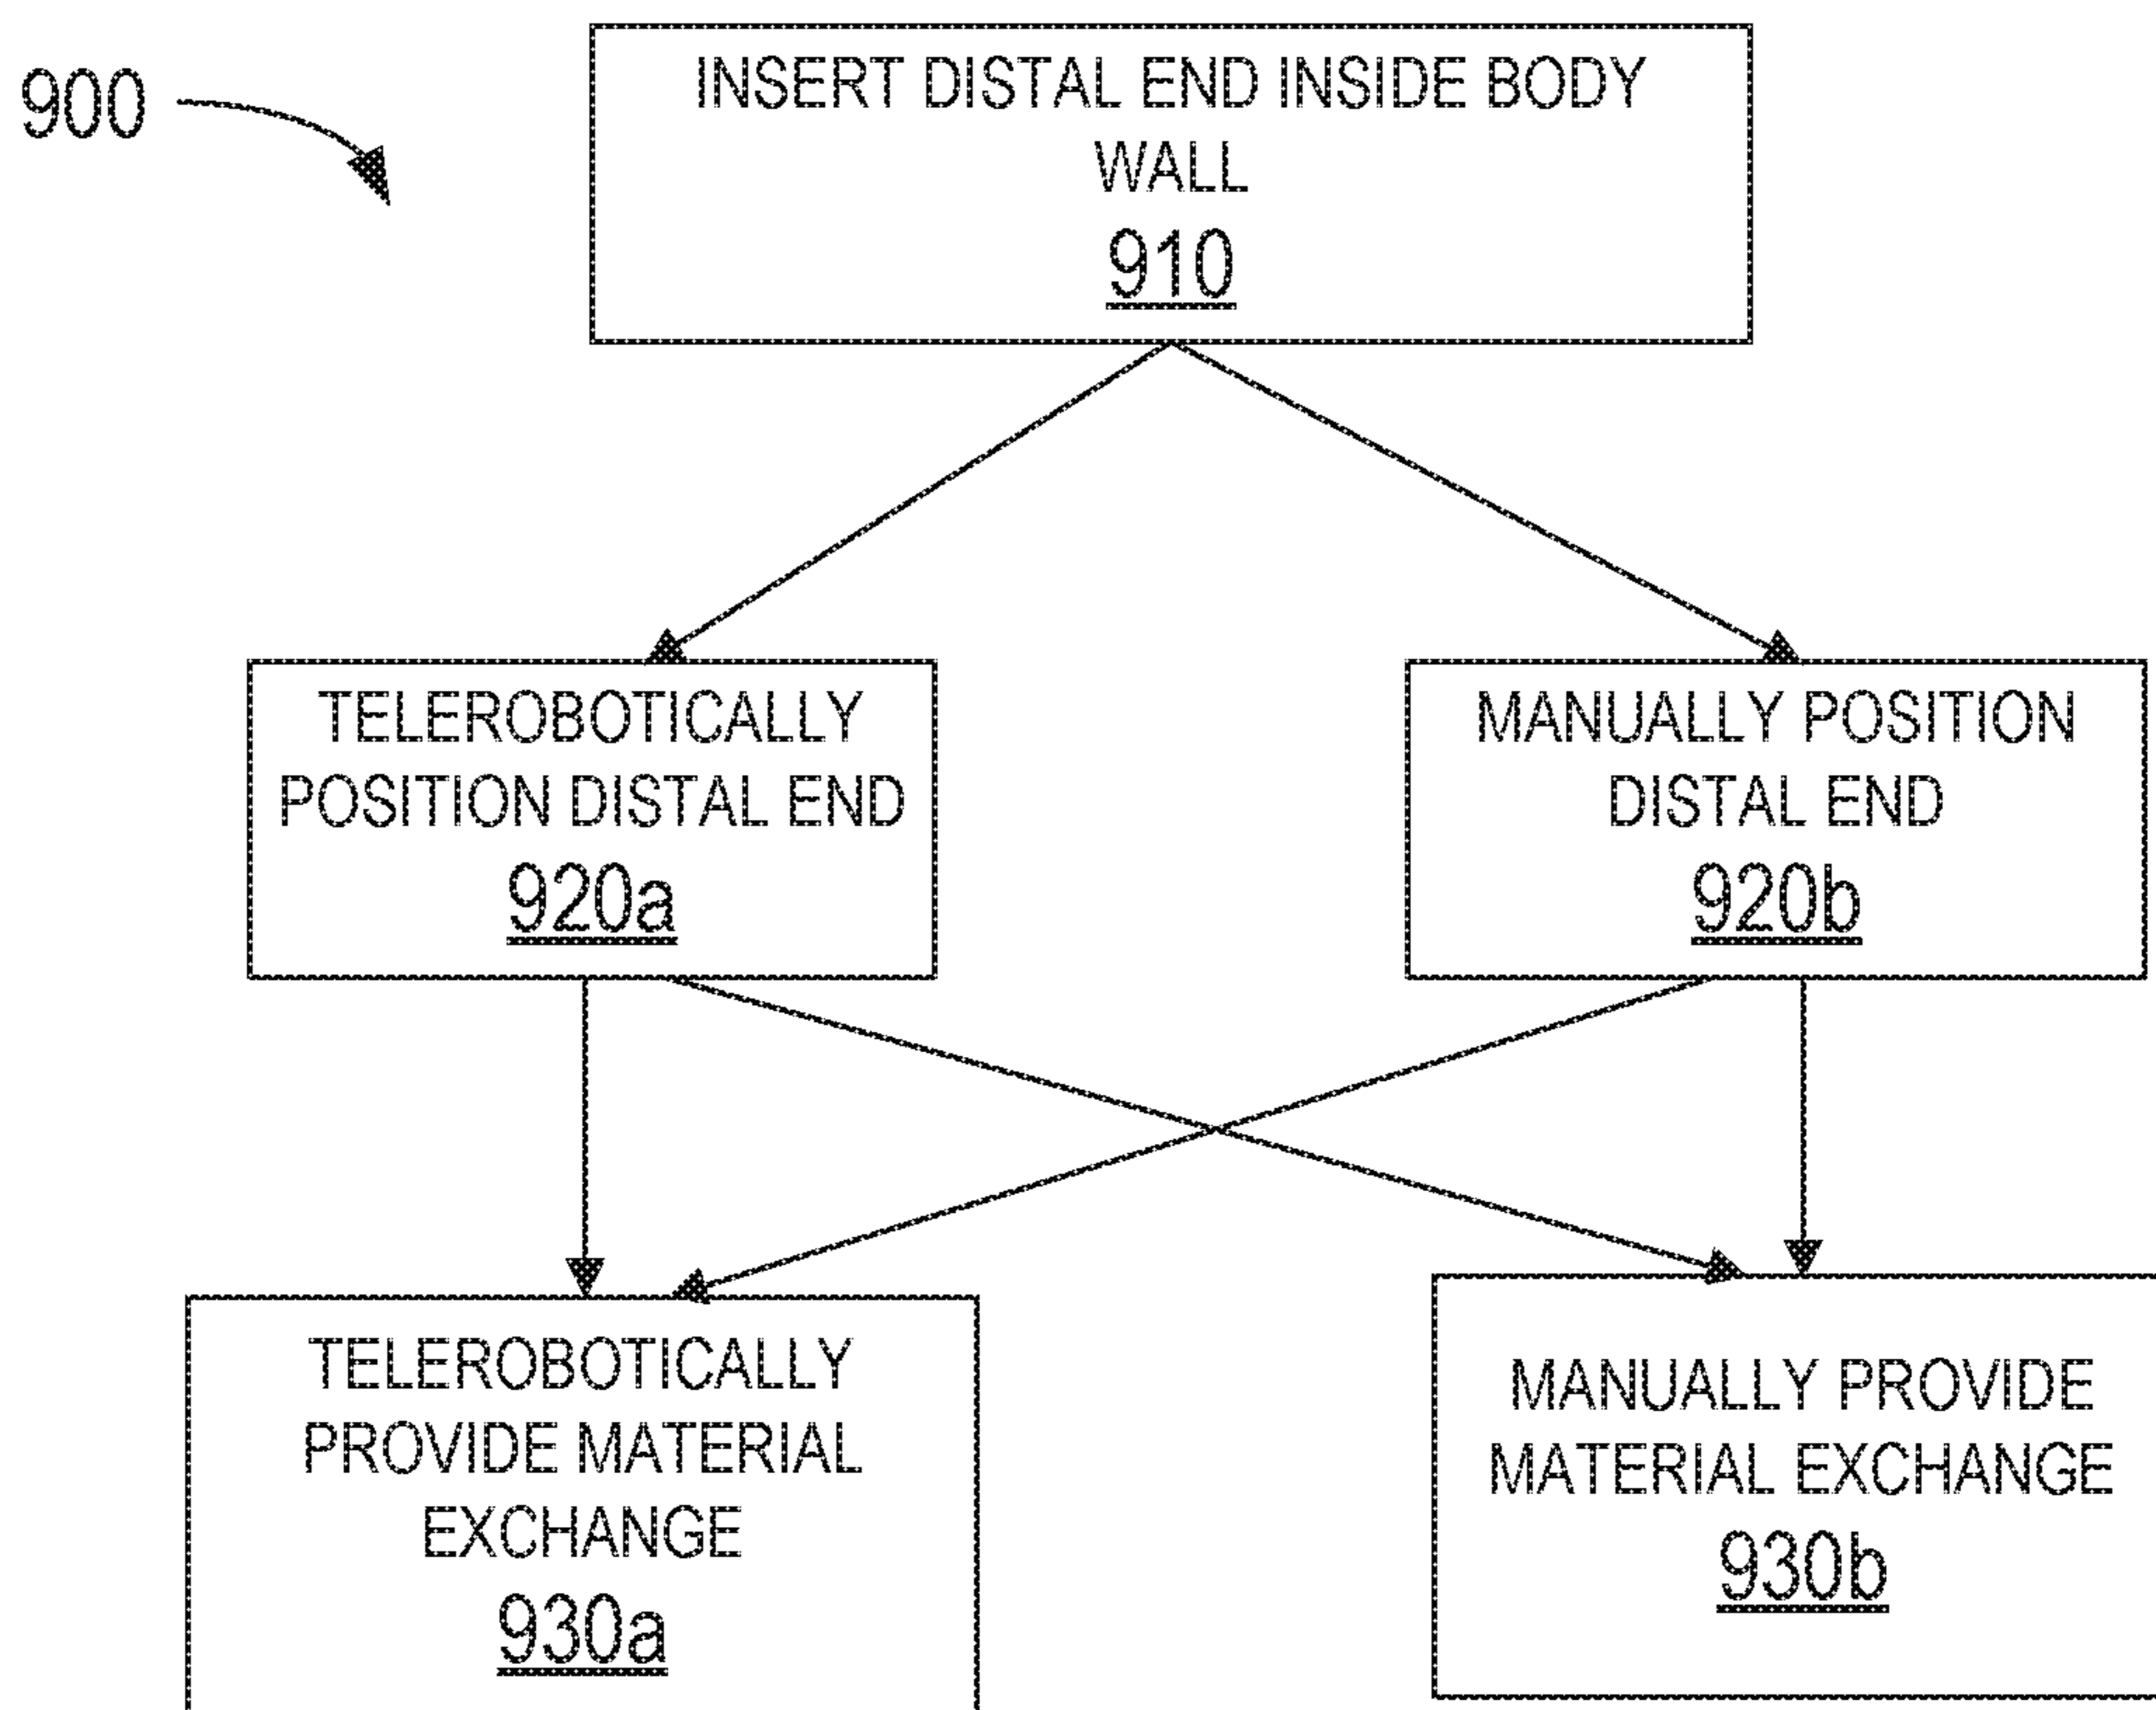 900
INSERT DISTAL END INSIDE BODY
WALL
910
TELEROBOTICALLY
POSITION DISTAL END
920a
MANUALLY POSITION
DISTAL END
920b
TELEROBOTICALLY
PROVIDE MATERIAL
EXCHANGE
930a
MANUALLY PROVIDE
MATERIAL EXCHANGE
930b